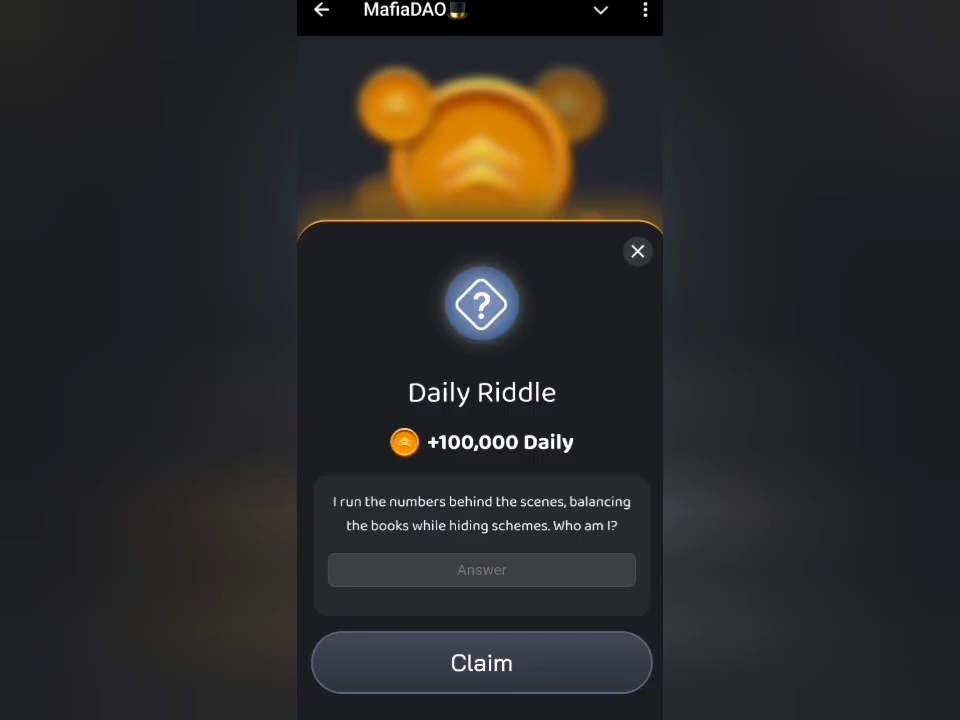 MafiaDAO🎩
?
Daily Riddle
+100,000 Daily
I run the numbers behind the scenes, balancing
the books while hiding schemes. Who am I?
Answer
Claim